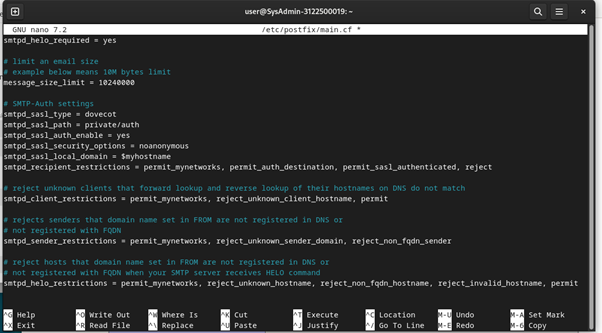 user@SysAdmin-3122500019: ~
GNU nano 7.2 /etc/postfix/main.cf *
smtpd_helo_required = yes
# limit an email size
# example below means 10M bytes limit
message_size_limit = 10240000
# SMTP-Auth settings
smtpd_sasl_type = dovecot
smtpd_sasl_path = private/auth
smtpd_sasl_auth_enable = yes
smtpd_sasl_security_options = noanonymous
smtpd_sasl_local_domain = $myhostname
smtpd_recipient_restrictions = permit_mynetworks, permit_auth_destination, permit_sasl_authenticated, reject
# reject unknown clients that forward lookup and reverse lookup of their hostnames on DNS do not match
smtpd_client_restrictions = permit_mynetworks, reject_unknown_client_hostname, permit
# rejects senders that domain name set in FROM are not registered in DNS or
# not registered with FQDN
smtpd_sender_restrictions = permit_mynetworks, reject_unknown_sender_domain, reject_non_fqdn_sender
# reject hosts that domain name set in FROM are not registered in DNS or
# not registered with FQDN when your SMTP server receives HELO command
smtpd_helo_restrictions = permit_mynetworks, reject_unknown_hostname, reject_non_fqdn_hostname, reject_invalid_hostname, permit
^G Help ^O Write Out ^W Where Is ^K Cut ^T Execute ^C Location M-U Undo M-A Set Mark
^X Exit ^R Read File ^\ Replace ^U Paste ^J Justify ^/ Go To Line M-E Redo M-6 Copy